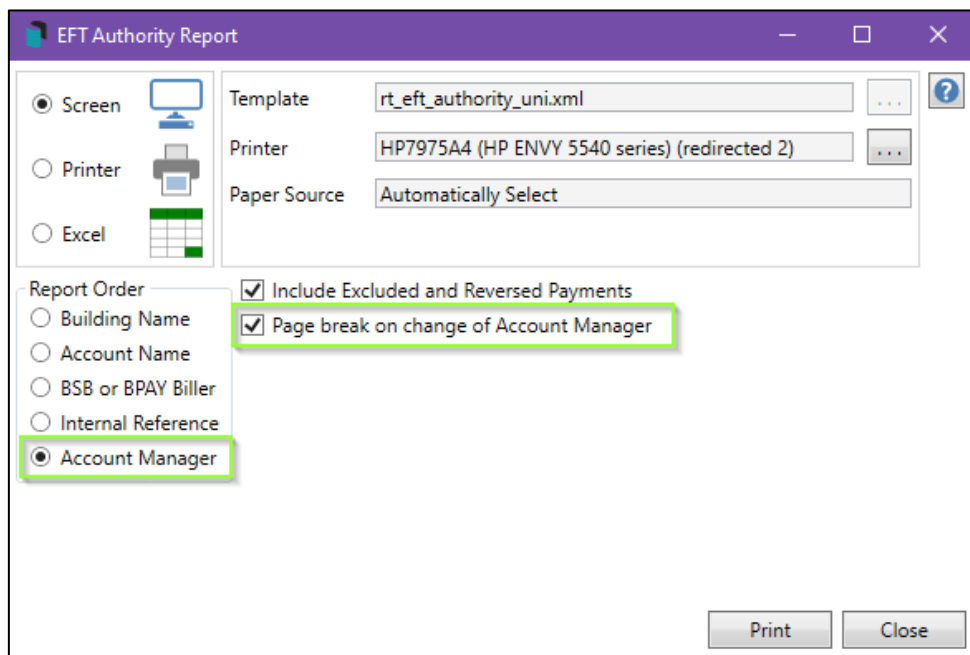 EFT Authority Report
Screen
Printer
Excel
Template rt_eft_authority_uni.xml ...
Printer HP7975A4 (HP ENVY 5540 series) (redirected 2) ...
Paper Source Automatically Select
?
Report Order
Building Name
Account Name
BSB or BPAY Biller
Internal Reference
Account Manager
Include Excluded and Reversed Payments
Page break on change of Account Manager
Print Close